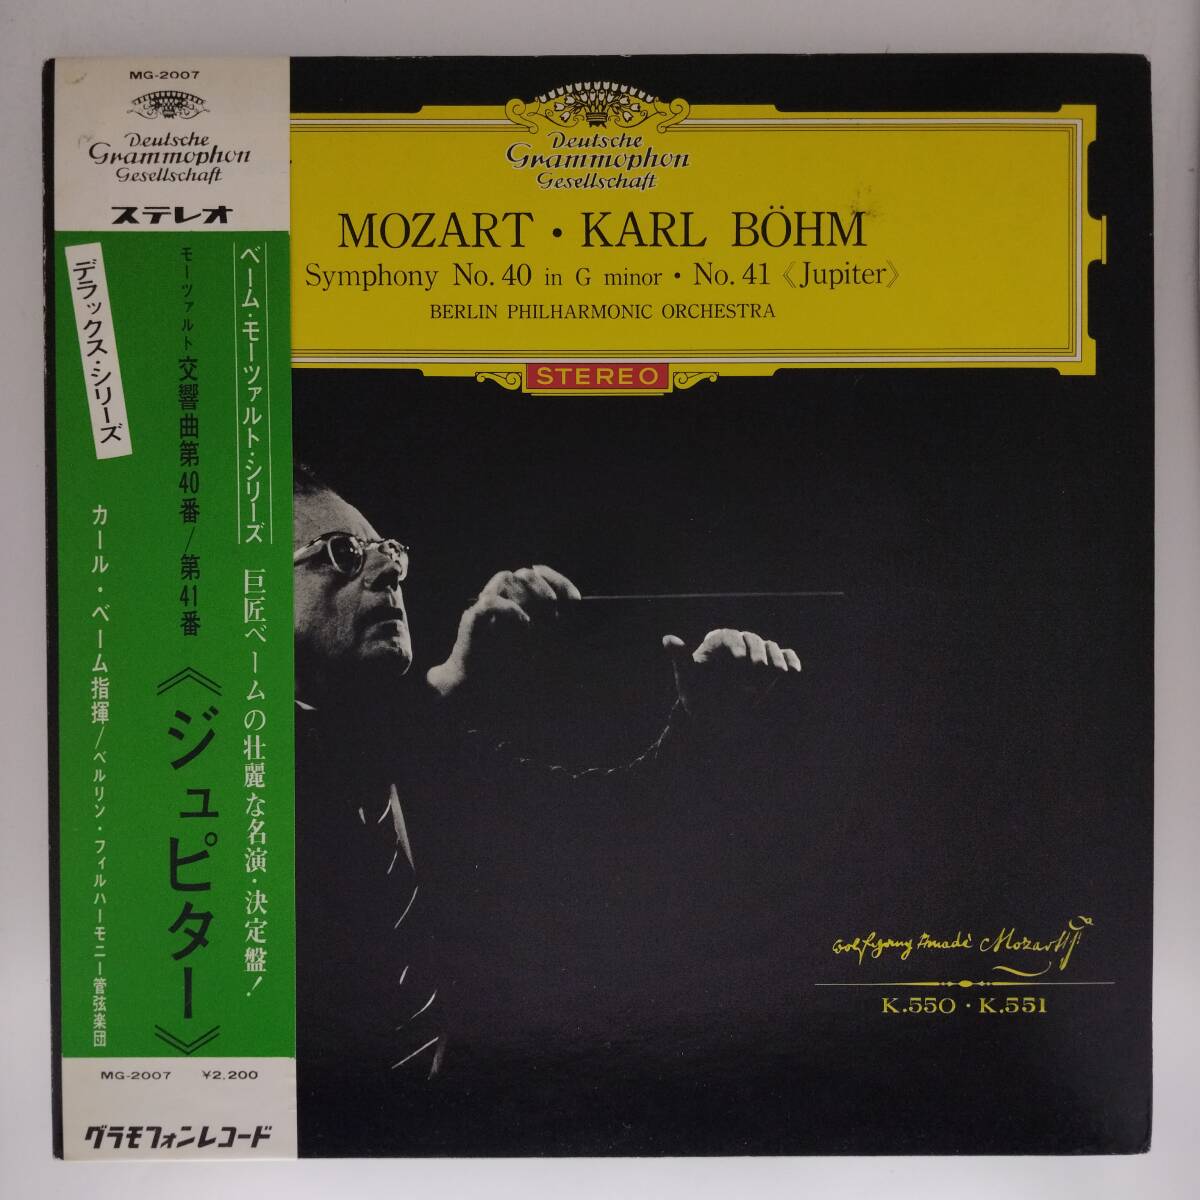 MG-2007
Deutsche
Grammophon
Gesellschaft
ステレオ
ベーム・モーツァルト・シリーズ 巨匠ベームの壮麗な名演・決定盤!
モーツァルト 交響曲第40番/第41番 《ジュピター》
デラックス・シリーズ
カール・ベーム指揮/ベルリン・フィルハーモニー管弦楽団
MG-2007 ¥2,200
グラモフォンレコード
Deutsche
Grammophon
Gesellschaft
MOZART · KARL BÖHM
Symphony No. 40 in G minor · No. 41 《Jupiter》
BERLIN PHILHARMONIC ORCHESTRA
STEREO
Wolfgang Amadè Mozart
K.550 · K.551